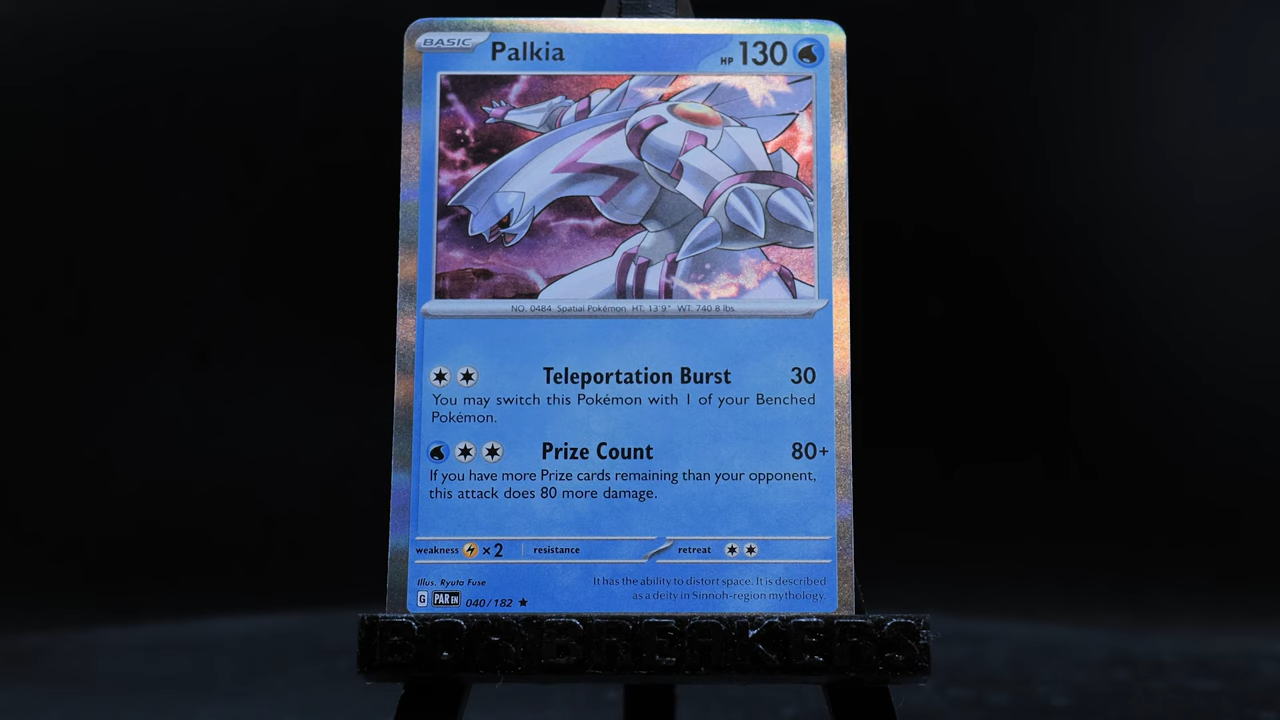 BASIC Palkia HP 130
NO. 0484 Spatial Pokémon HT: 13'9" WT: 740.8 lbs.
Teleportation Burst 30
You may switch this Pokémon with 1 of your Benched
Pokémon.
Prize Count 80+
If you have more Prize cards remaining than your opponent,
this attack does 80 more damage.
weakness ×2 resistance retreat
Illus. Ryuta Fuse
It has the ability to distort space. It is described
as a deity in Sinnoh-region mythology.
G PAR EN 040/182 ★
BOX BREAKERS